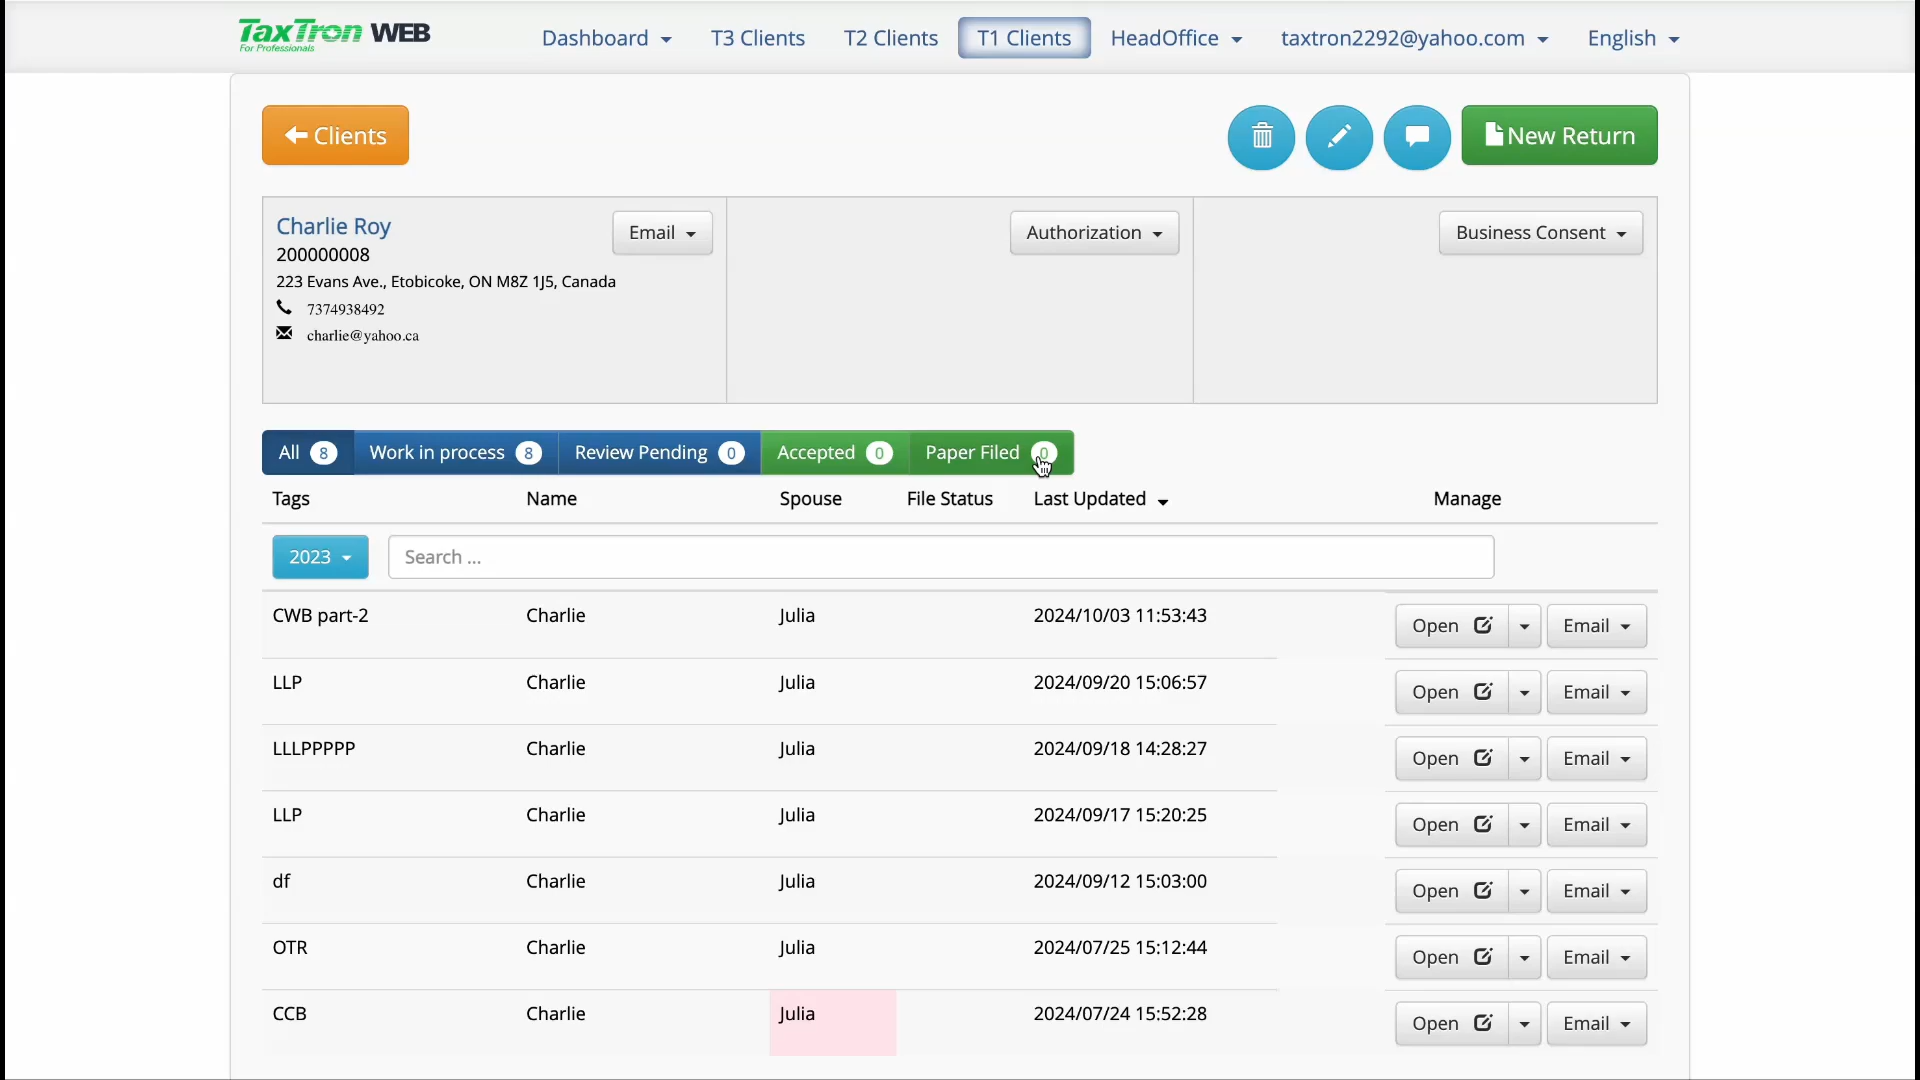 TaxTron WEB
For Professionals
Dashboard T3 Clients T2 Clients T1 Clients HeadOffice taxtron2292@yahoo.com English
Clients New Return
Charlie Roy Email Authorization Business Consent
200000008
223 Evans Ave., Etobicoke, ON M8Z 1J5, Canada
7374938492
charlie@yahoo.ca
All 8 Work in process 8 Review Pending 0 Accepted 0 Paper Filed 0
Tags Name Spouse File Status Last Updated Manage
2023 Search ...
CWB part-2 Charlie Julia 2024/10/03 11:53:43 Open Email
LLP Charlie Julia 2024/09/20 15:06:57 Open Email
LLLPPPPP Charlie Julia 2024/09/18 14:28:27 Open Email
LLP Charlie Julia 2024/09/17 15:20:25 Open Email
df Charlie Julia 2024/09/12 15:03:00 Open Email
OTR Charlie Julia 2024/07/25 15:12:44 Open Email
CCB Charlie Julia 2024/07/24 15:52:28 Open Email